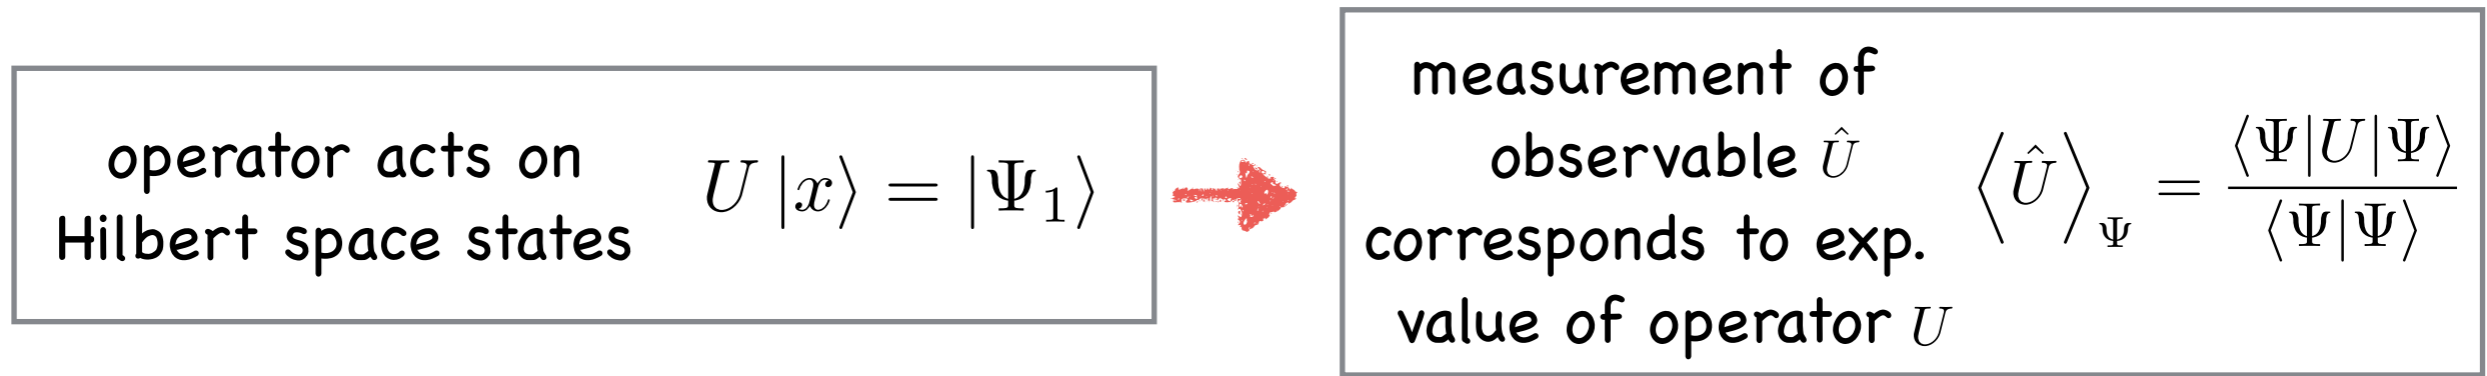 operator acts on
Hilbert space states
U |x⟩ = |Ψ₁⟩
measurement of
observable Û
corresponds to exp.
value of operator U
⟨Û⟩_Ψ = ⟨Ψ|U|Ψ⟩ / ⟨Ψ|Ψ⟩